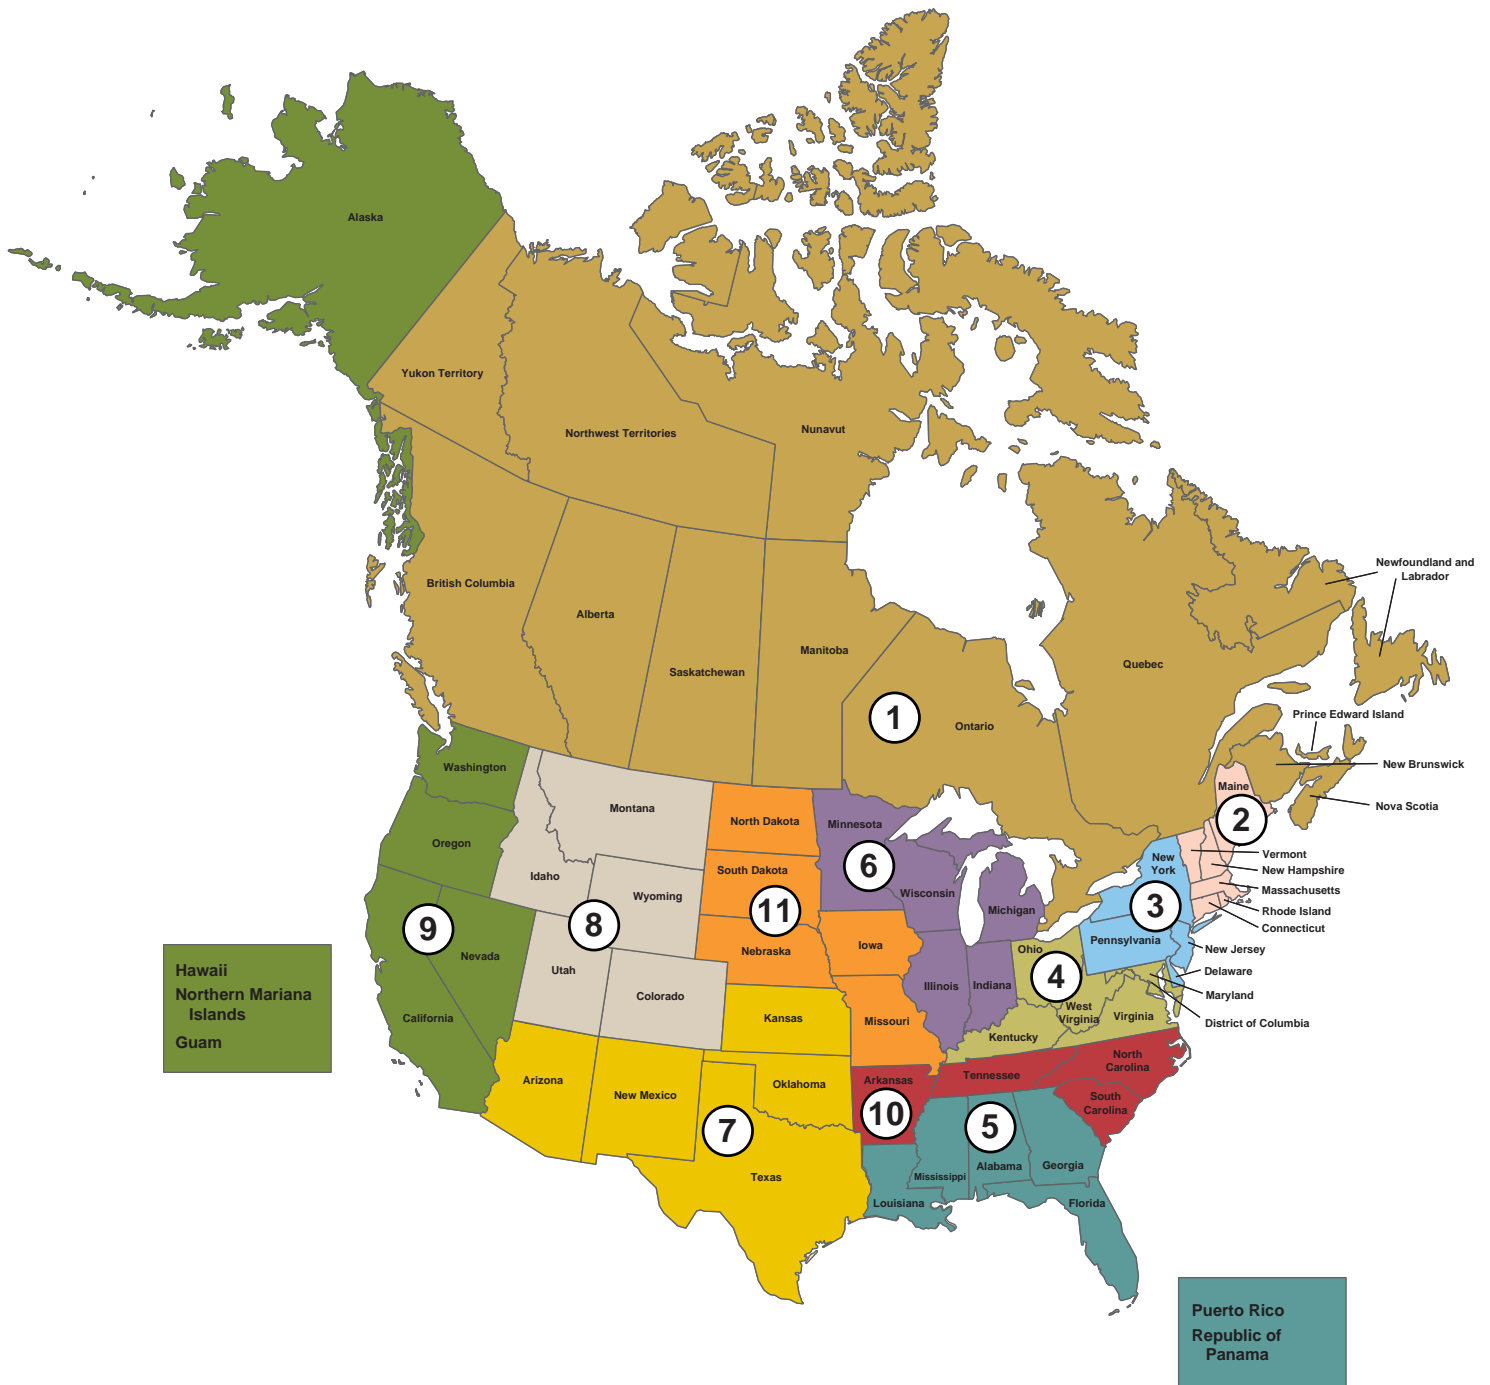 Alaska
Yukon Territory
Northwest Territories
Nunavut
British Columbia
Alberta
Saskatchewan
Manitoba
Ontario
Quebec
Newfoundland and
Labrador
Prince Edward Island
New Brunswick
Nova Scotia
1
Maine
2
Vermont
New Hampshire
Massachusetts
Rhode Island
Connecticut
New
York
3
Pennsylvania
New Jersey
Delaware
Maryland
District of Columbia
Ohio
4
West
Virginia
Virginia
Kentucky
Washington
Oregon
9
Nevada
California
Montana
Idaho
Wyoming
8
Utah
Colorado
North Dakota
South Dakota
11
Nebraska
Iowa
Missouri
Minnesota
6
Wisconsin
Michigan
Illinois
Indiana
Kansas
Oklahoma
Arizona
New Mexico
7
Texas
Arkansas
10
Tennessee
North
Carolina
South
Carolina
5
Mississippi
Alabama
Georgia
Louisiana
Florida
Hawaii
Northern Mariana
Islands
Guam
Puerto Rico
Republic of
Panama